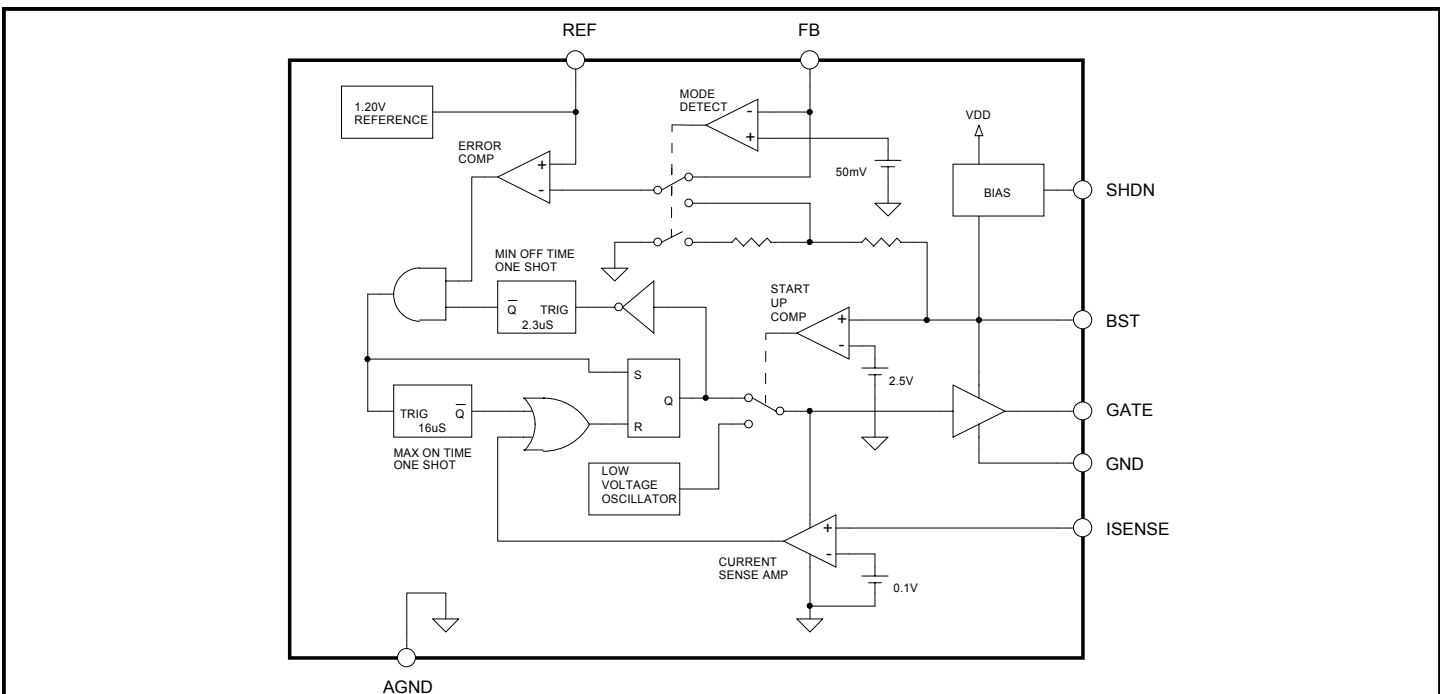 REF
FB
1.20V
REFERENCE
MODE
DETECT
-
+
VDD
ERROR
COMP
+
-
50mV
BIAS
SHDN
MIN OFF TIME
ONE SHOT
Q TRIG
2.3uS
START
UP
COMP
+
-
BST
2.5V
S
Q
R
TRIG Q
16uS
GATE
MAX ON TIME
ONE SHOT
GND
LOW
VOLTAGE
OSCILLATOR
+
-
ISENSE
CURRENT
SENSE AMP
0.1V
AGND